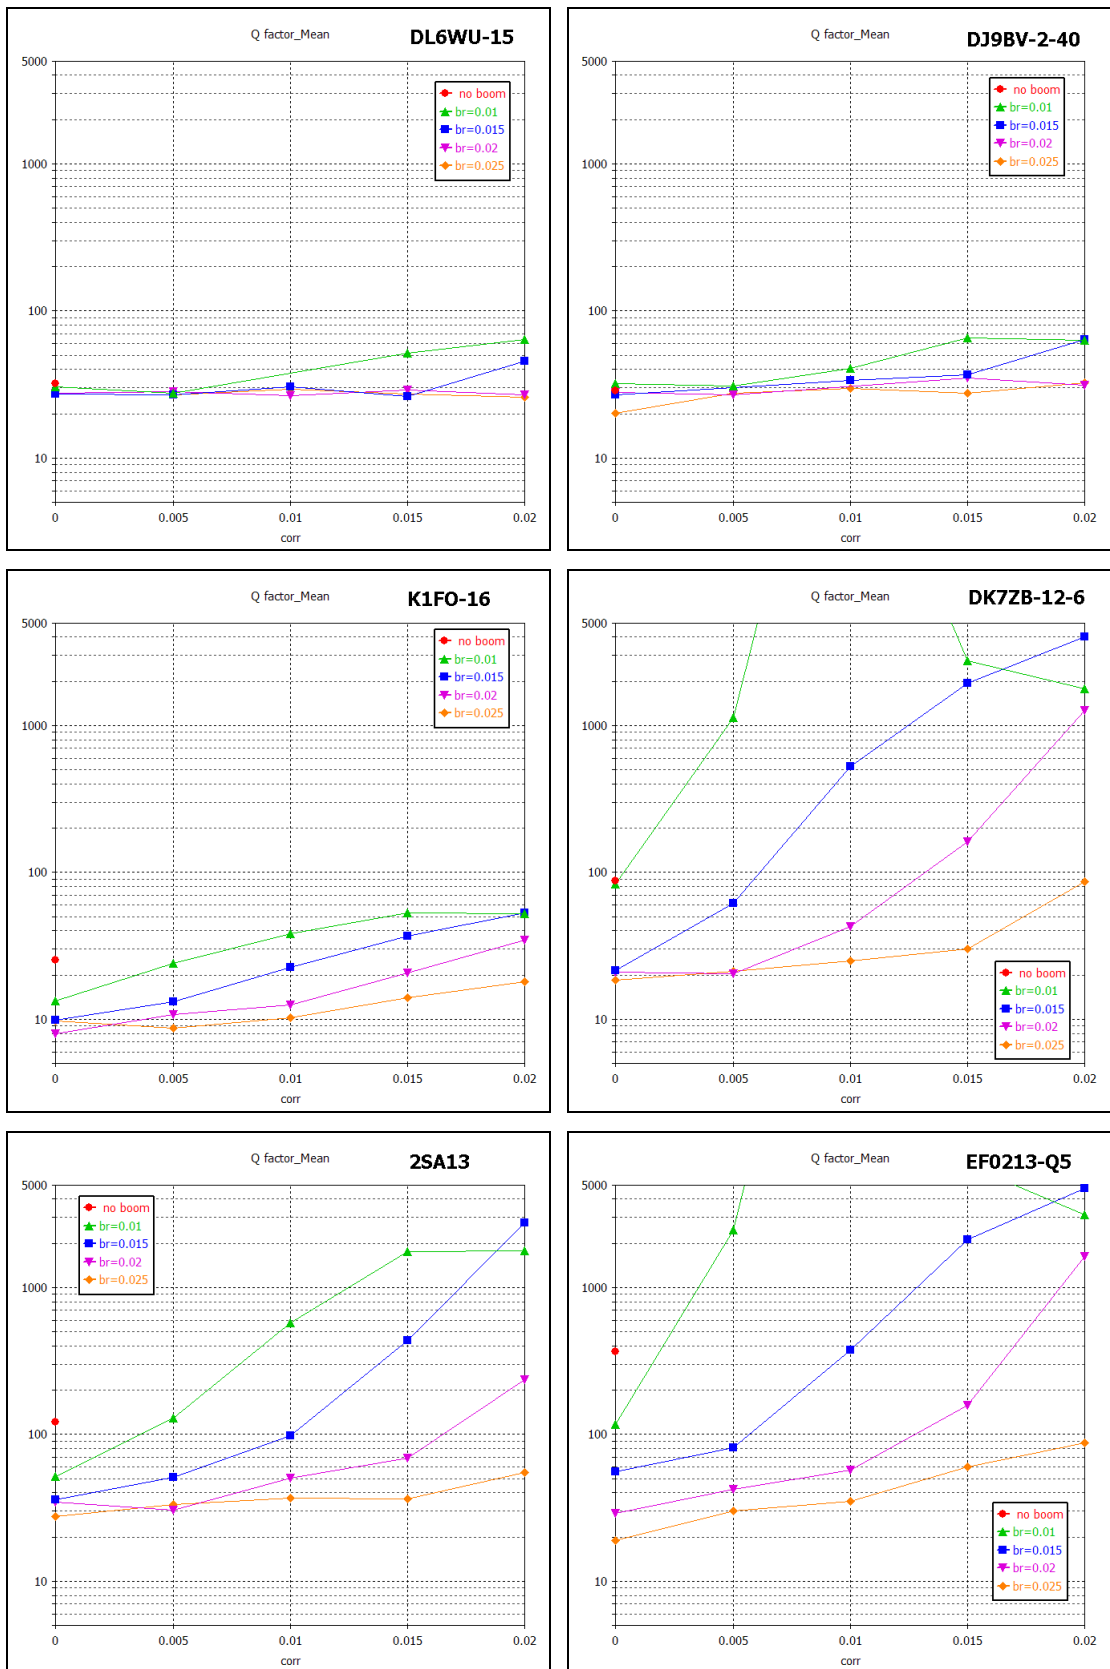 Q factor_Mean DL6WU-15
5000
1000
100
10
0 0.005 0.01 0.015 0.02
corr
no boom
br=0.01
br=0.015
br=0.02
br=0.025
Q factor_Mean DJ9BV-2-40
5000
1000
100
10
0 0.005 0.01 0.015 0.02
corr
no boom
br=0.01
br=0.015
br=0.02
br=0.025
Q factor_Mean K1FO-16
5000
1000
100
10
0 0.005 0.01 0.015 0.02
corr
no boom
br=0.01
br=0.015
br=0.02
br=0.025
Q factor_Mean DK7ZB-12-6
5000
1000
100
10
0 0.005 0.01 0.015 0.02
corr
no boom
br=0.01
br=0.015
br=0.02
br=0.025
Q factor_Mean 2SA13
5000
1000
100
10
0 0.005 0.01 0.015 0.02
corr
no boom
br=0.01
br=0.015
br=0.02
br=0.025
Q factor_Mean EF0213-Q5
5000
1000
100
10
0 0.005 0.01 0.015 0.02
corr
no boom
br=0.01
br=0.015
br=0.02
br=0.025